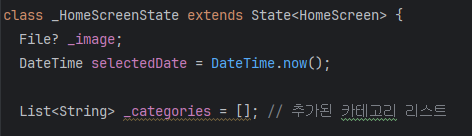 class _HomeScreenState extends State<HomeScreen> {
  File? _image;
  DateTime selectedDate = DateTime.now();

  List<String> _categories = []; // 추가된 카테고리 리스트